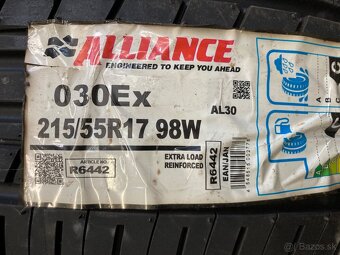 ALLIANCE
ENGINEERED TO KEEP YOU AHEAD
030Ex
AL30
215/55R17 98W
EXTRA LOAD
REINFORCED
ARTICLE NO.
R6442
R6442
EAN/JAN
A
B
C
bazos.sk